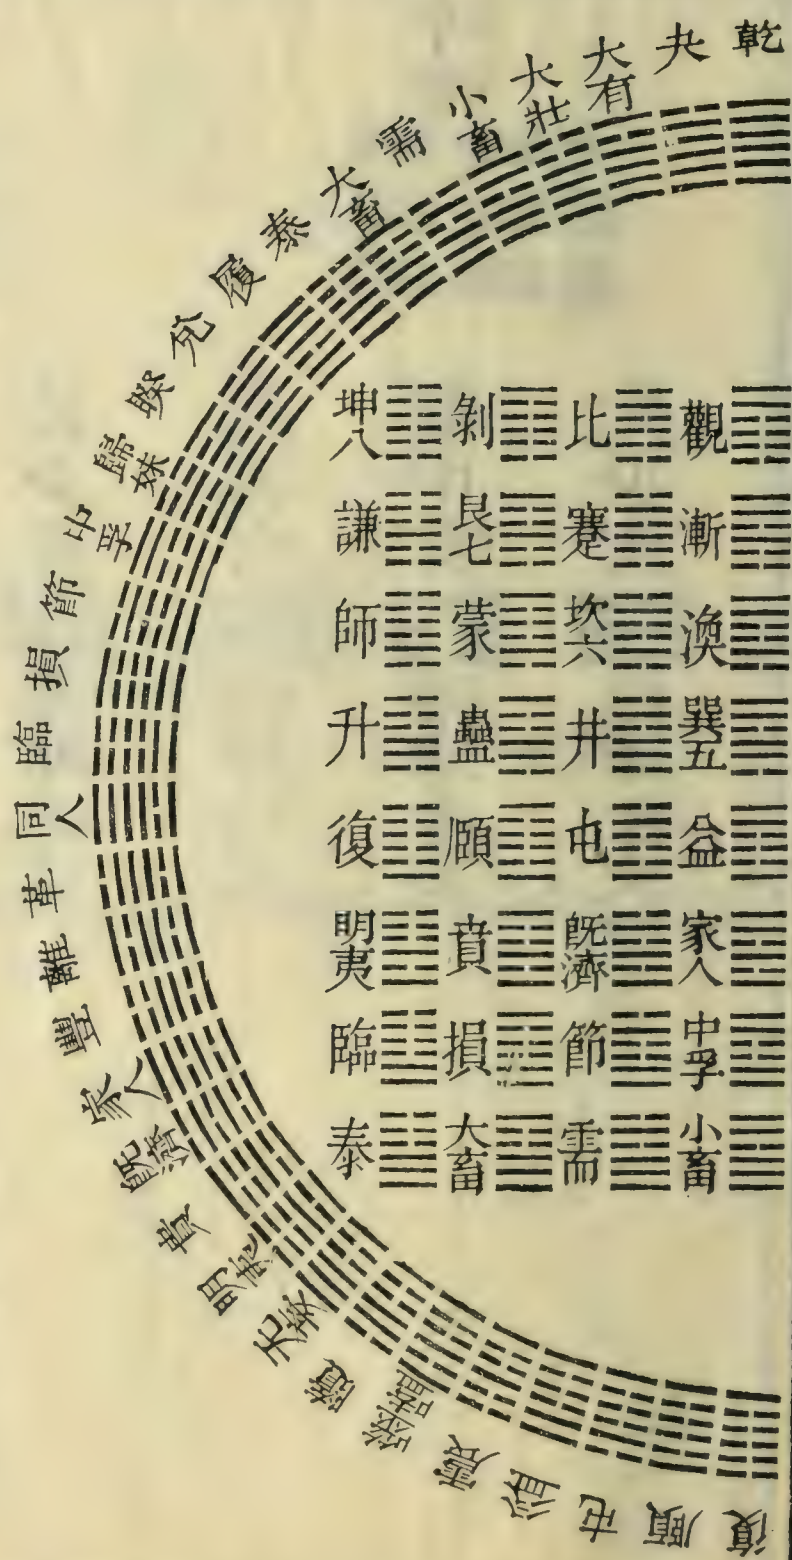 乾
夬
大有
大壯
小畜
需
大畜
泰
履
兌
睽
歸妹
中孚
節
損
臨
同人
革
離
豐
家人
既濟
賁
明夷
无妄
隨
噬嗑
震
益
屯
頤
復
觀
漸
渙
巽五
益
家人
中孚
小畜
比
蹇
坎六
井
屯
既濟
節
需
剝
艮七
蒙
蠱
頤
賁
損
大畜
坤八
謙
師
升
復
明夷
臨
泰